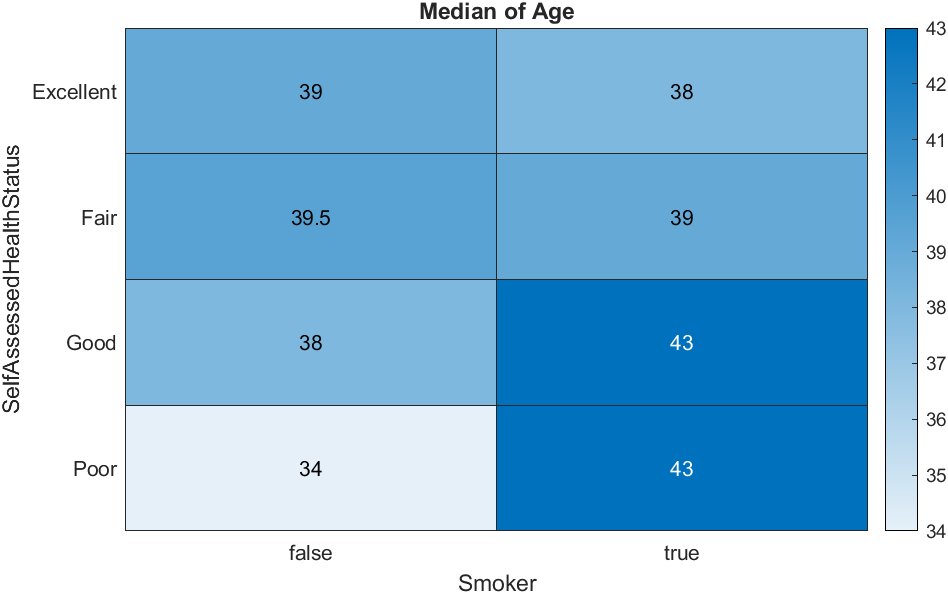 Median of Age
SelfAssessedHealthStatus
Excellent 39 38
Fair 39.5 39
Good 38 43
Poor 34 43
false true
Smoker
43
42
41
40
39
38
37
36
35
34